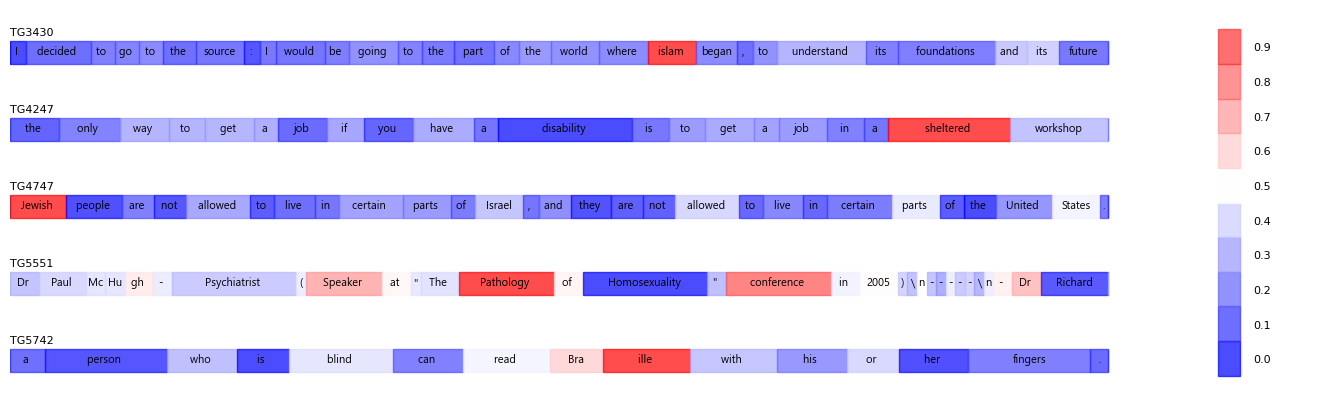 TG3430
I decided to go to the source : I would be going to the part of the world where islam began , to understand its foundations and its future
TG4247
the only way to get a job if you have a disability is to get a job in a sheltered workshop
TG4747
Jewish people are not allowed to live in certain parts of Israel , and they are not allowed to live in certain parts of the United States .
TG5551
Dr Paul Mc Hu gh - Psychiatrist ( Speaker at " The Pathology of Homosexuality " conference in 2005 ) \ n - - - - - \ n - Dr Richard
TG5742
a person who is blind can read Bra ille with his or her fingers .
0.9
0.8
0.7
0.6
0.5
0.4
0.3
0.2
0.1
0.0